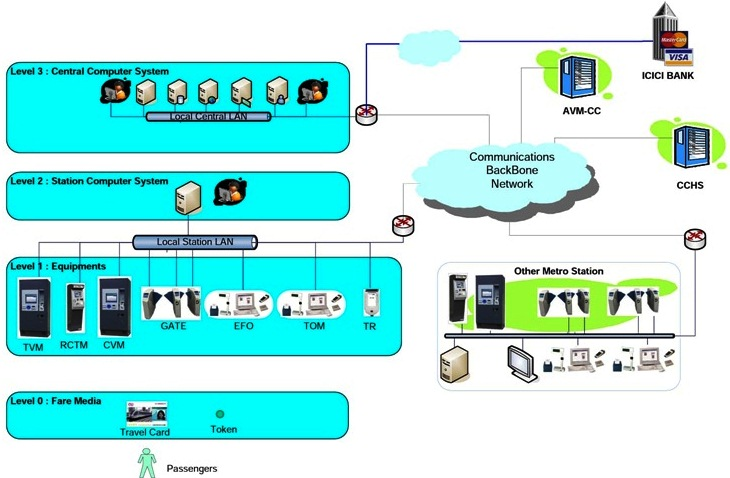 Level 3 : Central Computer System
Local Central LAN
MasterCard
VISA
ICICI BANK
AVM-CC
Communications
BackBone
Network
CCHS
Level 2 : Station Computer System
Local Station LAN
Level 1 : Equipments
TVM
RCTM
CVM
GATE
EFO
TOM
TR
Other Metro Station
Level 0 : Fare Media
Travel Card
Token
Passengers